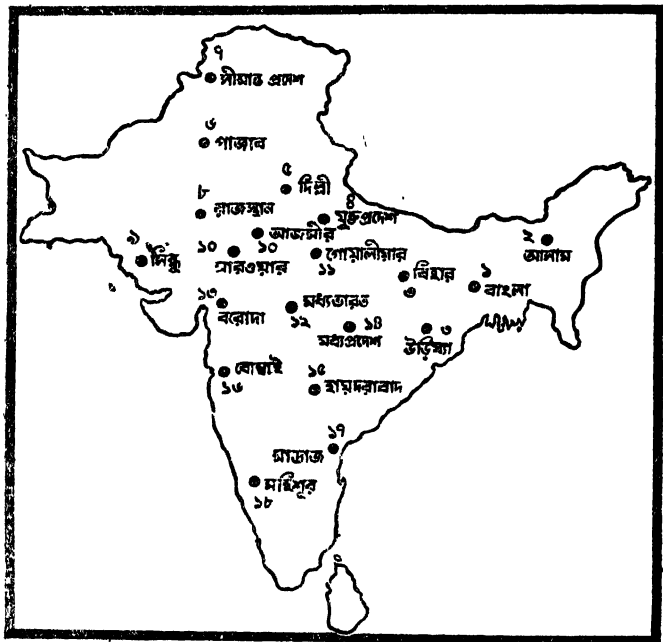 ৭
সীমান্ত প্রদেশ
৬
পাঞ্জাব
৫
দিল্লী
৮
রাজস্থান
৪
যুক্তপ্রদেশ
৯
সিন্ধু
১০
মারওয়ার
আজমীর
১০
গোয়ালীয়ার
১১
২
আসাম
বিহার
৩
১
বাংলা
১৩
বরোদা
মধ্যভারত
১২
১৪
মধ্যপ্রদেশ
৩
উড়িষ্যা
বোম্বাই
১৬
১৫
হায়দরাবাদ
১৭
মাদ্রাজ
মহিশূর
১৮